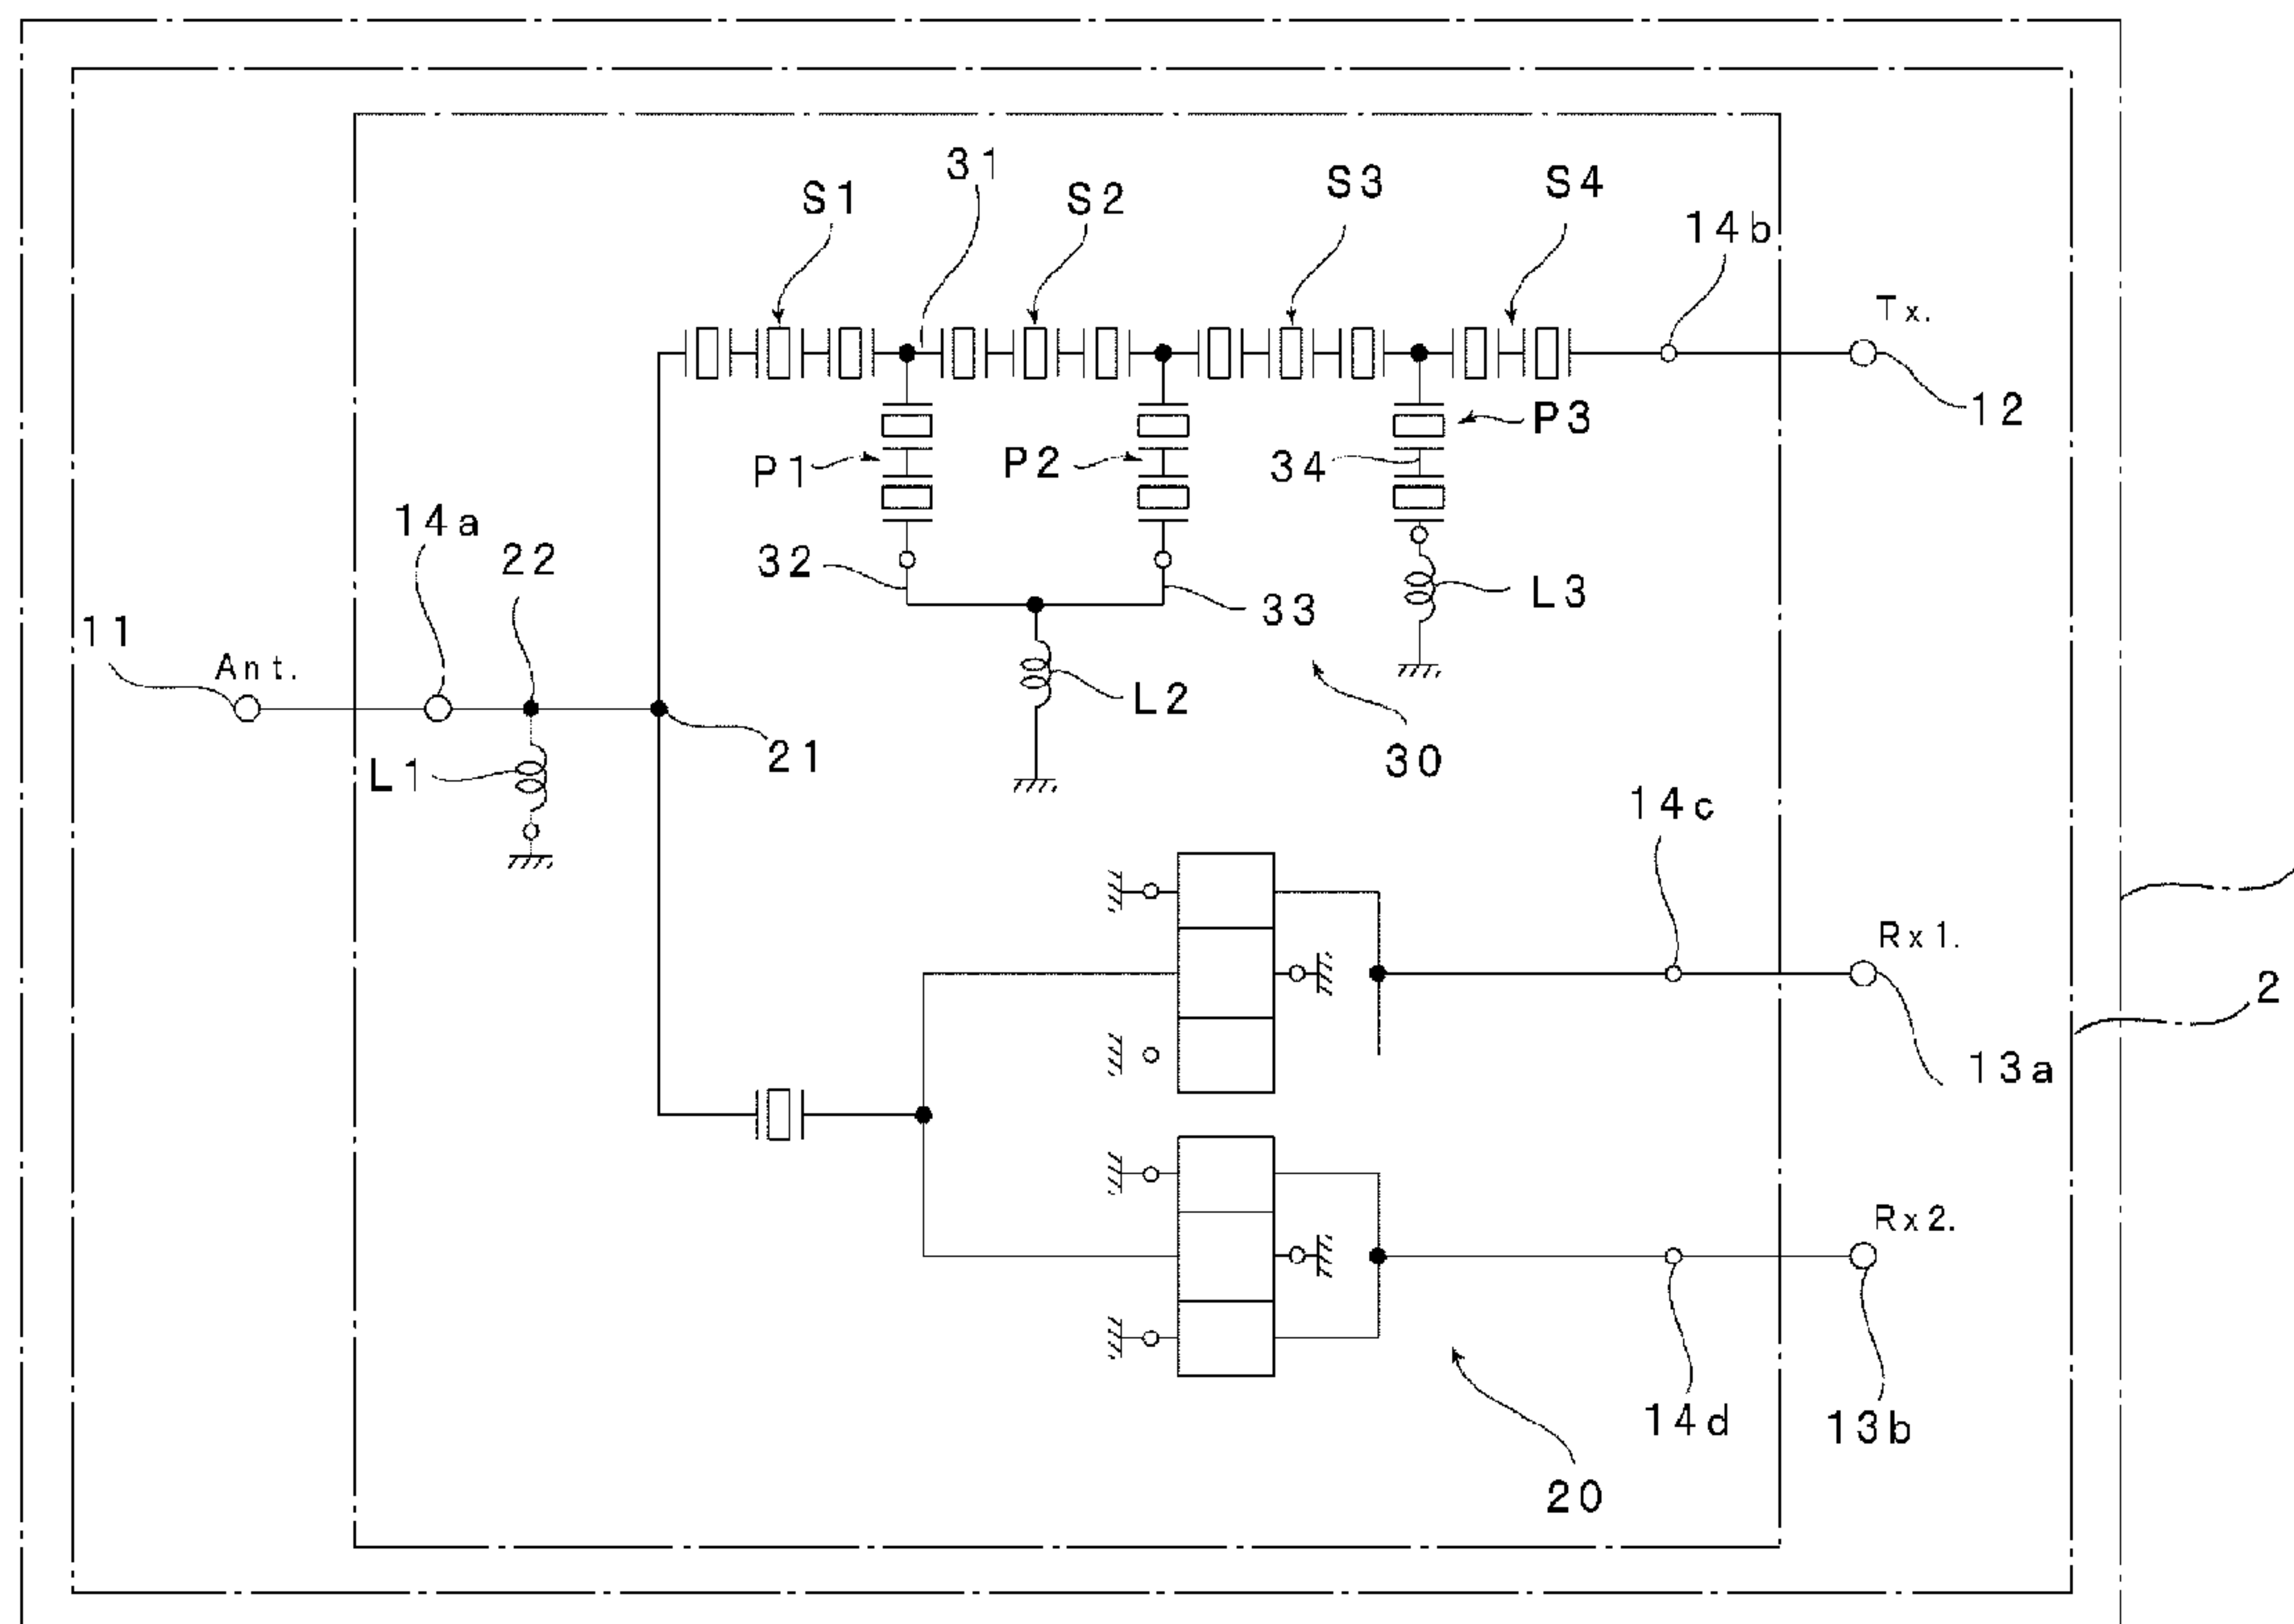 31
S1
S2
S3
S4
14b
Tx.
12
P1
P2
34
P3
14a
22
32
33
L3
11
Ant.
L2
21
30
L1
14c
Rx1.
2
13a
Rx2.
14d
13b
20